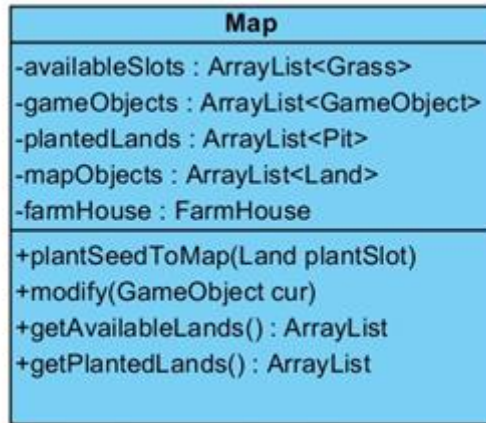 Map
-availableSlots : ArrayList<Grass>
-gameObjects : ArrayList<GameObject>
-plantedLands : ArrayList<Pit>
-mapObjects : ArrayList<Land>
-farmHouse : FarmHouse
+plantSeedToMap(Land plantSlot)
+modify(GameObject cur)
+getAvailableLands() : ArrayList
+getPlantedLands() : ArrayList